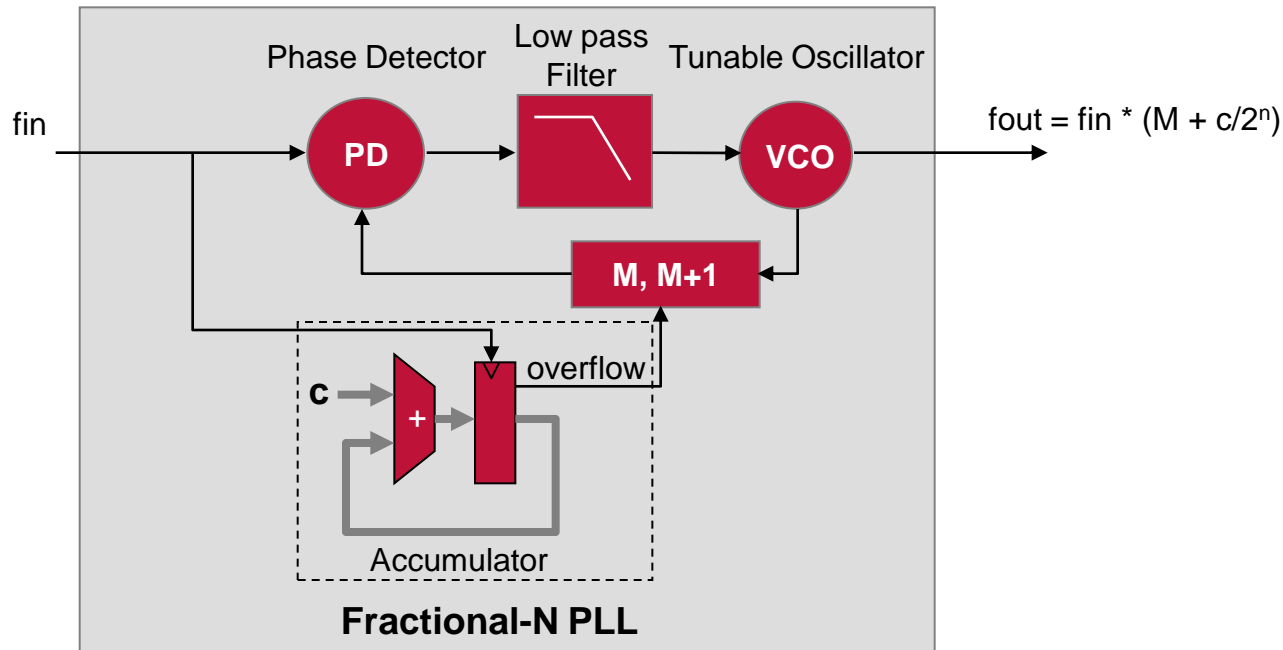 Phase Detector
Low pass
Filter
Tunable Oscillator
fin
fout = fin * (M + c/2ⁿ)
PD
VCO
M, M+1
overflow
c
+
Accumulator
Fractional-N PLL